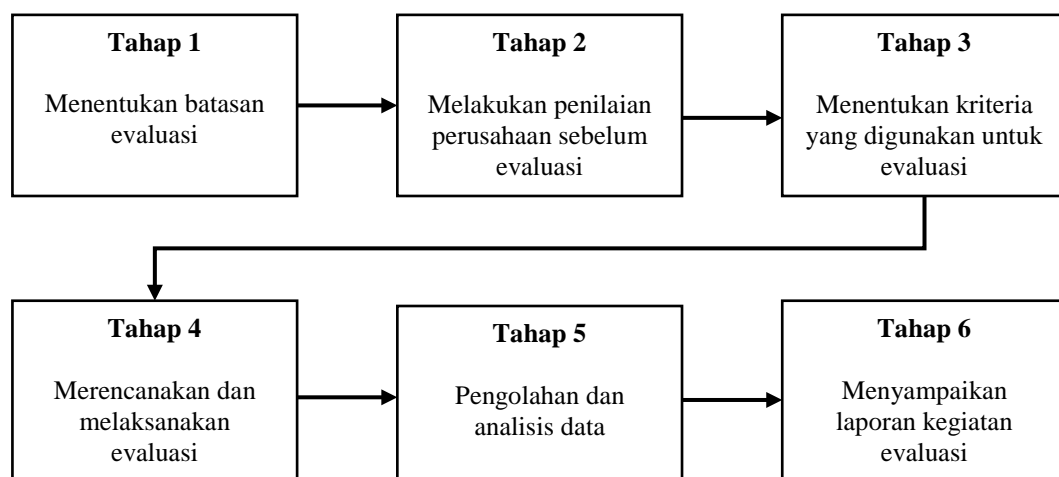 Tahap 1
Menentukan batasan
evaluasi
Tahap 2
Melakukan penilaian
perusahaan sebelum
evaluasi
Tahap 3
Menentukan kriteria
yang digunakan untuk
evaluasi
Tahap 4
Merencanakan dan
melaksanakan
evaluasi
Tahap 5
Pengolahan dan
analisis data
Tahap 6
Menyampaikan
laporan kegiatan
evaluasi